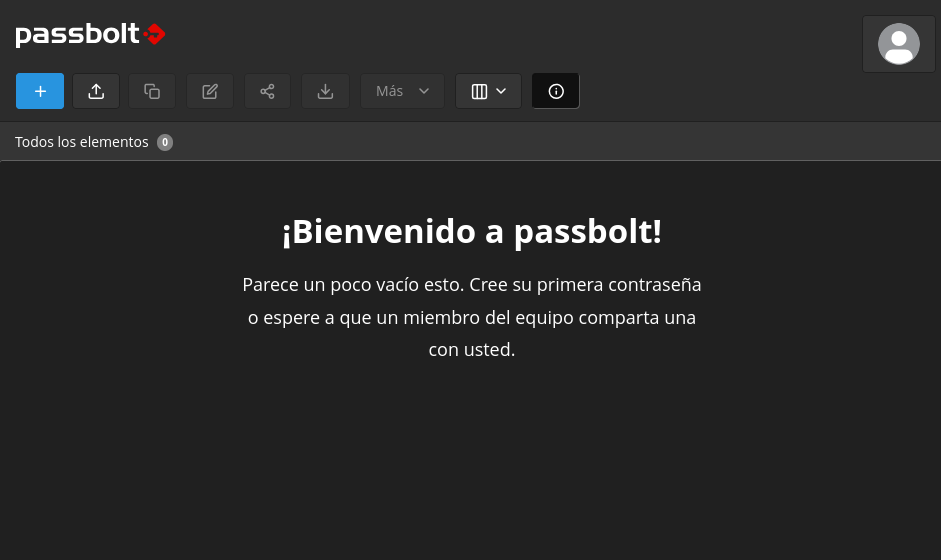 passbolt
Más
Todos los elementos 0
¡Bienvenido a passbolt!
Parece un poco vacío esto. Cree su primera contraseña
o espere a que un miembro del equipo comparta una
con usted.